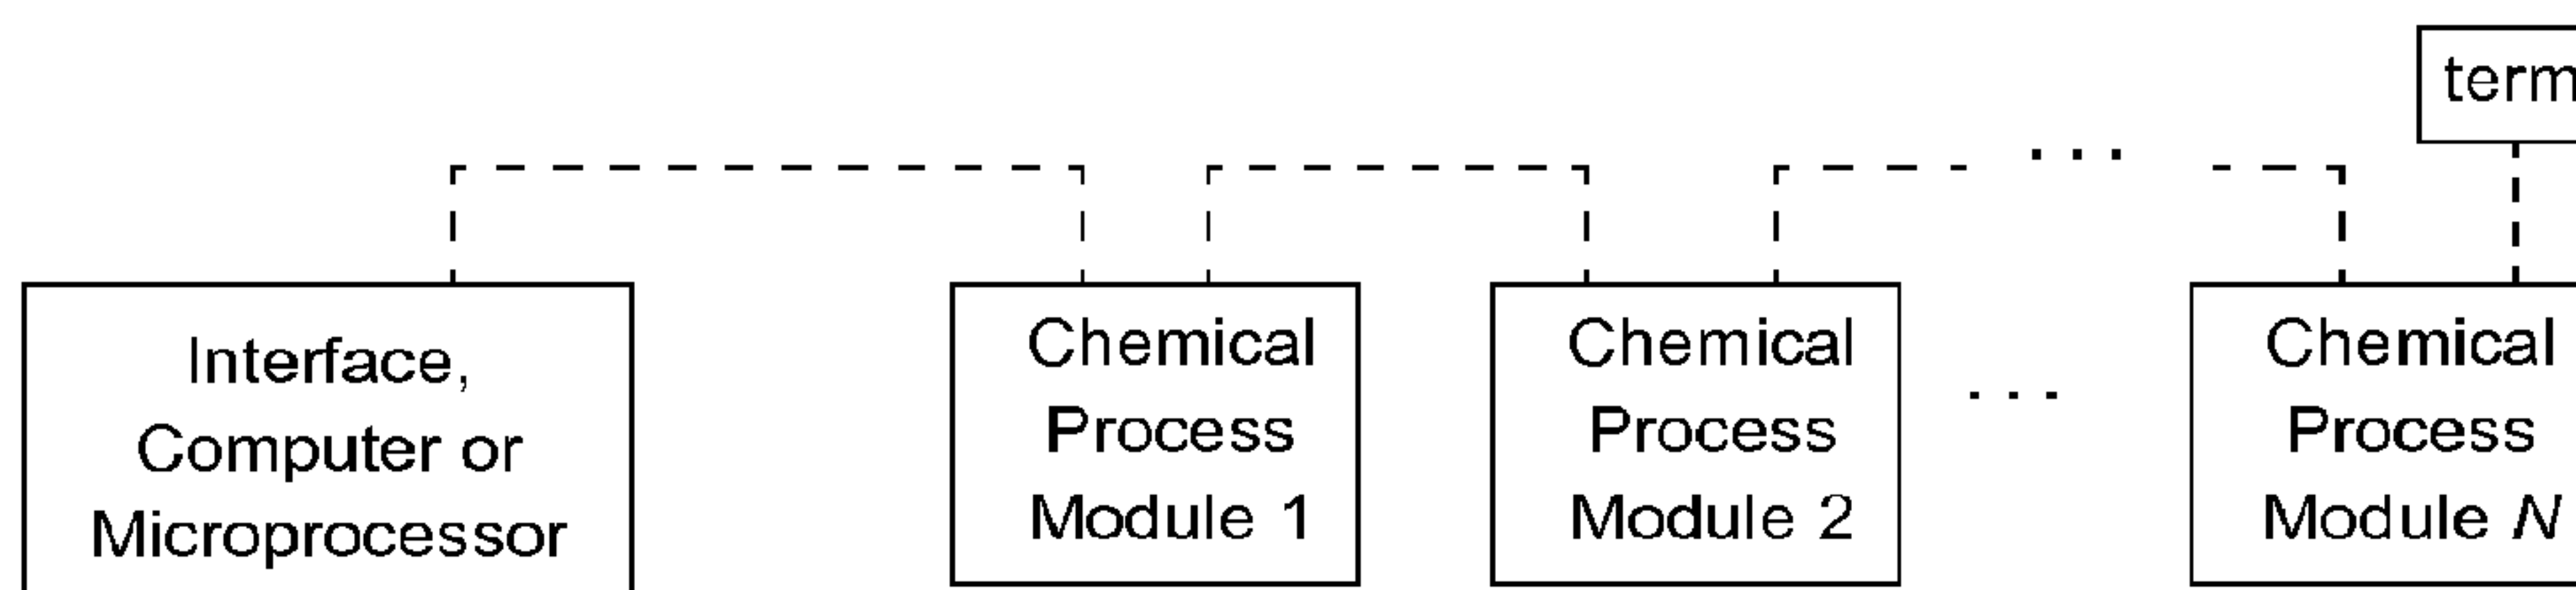 term
· · ·
Interface,
Computer or
Microprocessor
Chemical
Process
Module 1
Chemical
Process
Module 2
· · ·
Chemical
Process
Module N